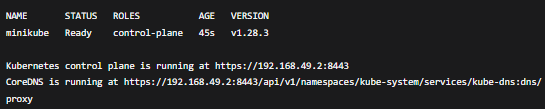 NAME STATUS ROLES AGE VERSION
minikube Ready control-plane 45s v1.28.3
Kubernetes control plane is running at https://192.168.49.2:8443
CoreDNS is running at https://192.168.49.2:8443/api/v1/namespaces/kube-system/services/kube-dns:dns/
proxy